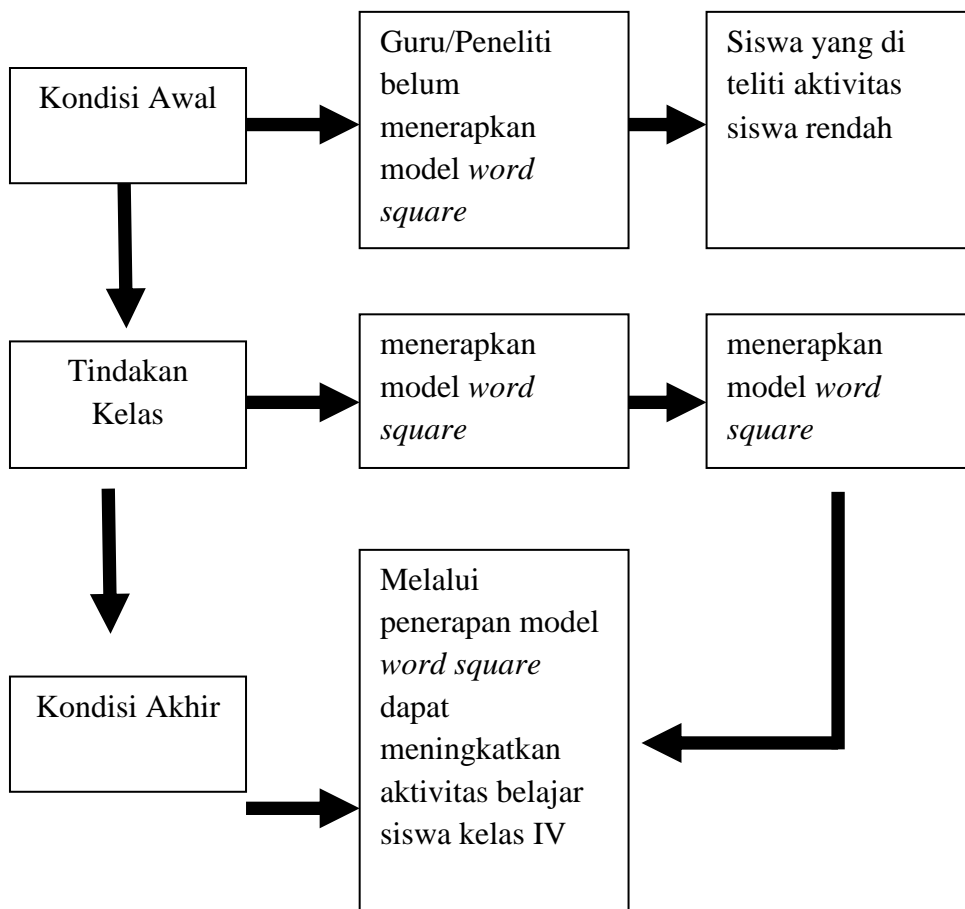 Kondisi Awal
Guru/Peneliti
belum
menerapkan
model word
square
Siswa yang di
teliti aktivitas
siswa rendah
Tindakan
Kelas
menerapkan
model word
square
menerapkan
model word
square
Kondisi Akhir
Melalui
penerapan model
word square
dapat
meningkatkan
aktivitas belajar
siswa kelas IV